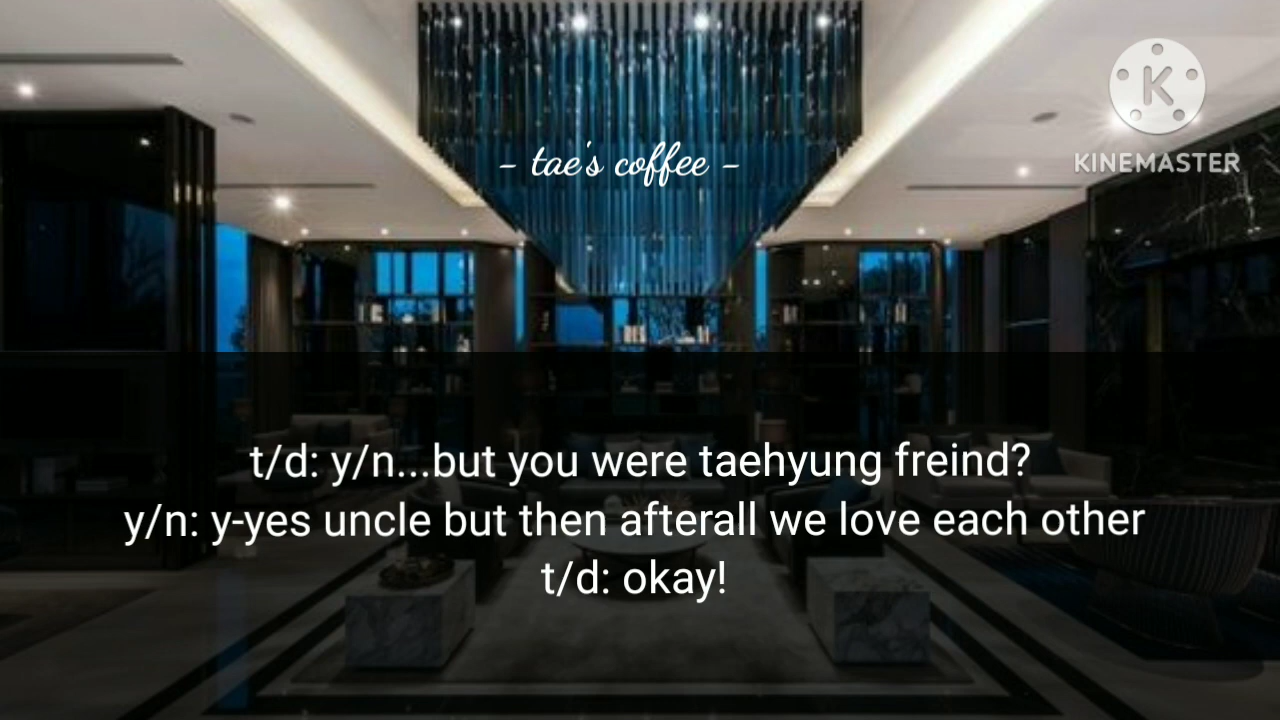 - tae's coffee -
K
KINEMASTER
t/d: y/n...but you were taehyung freind?
y/n: y-yes uncle but then afterall we love each other
t/d: okay!